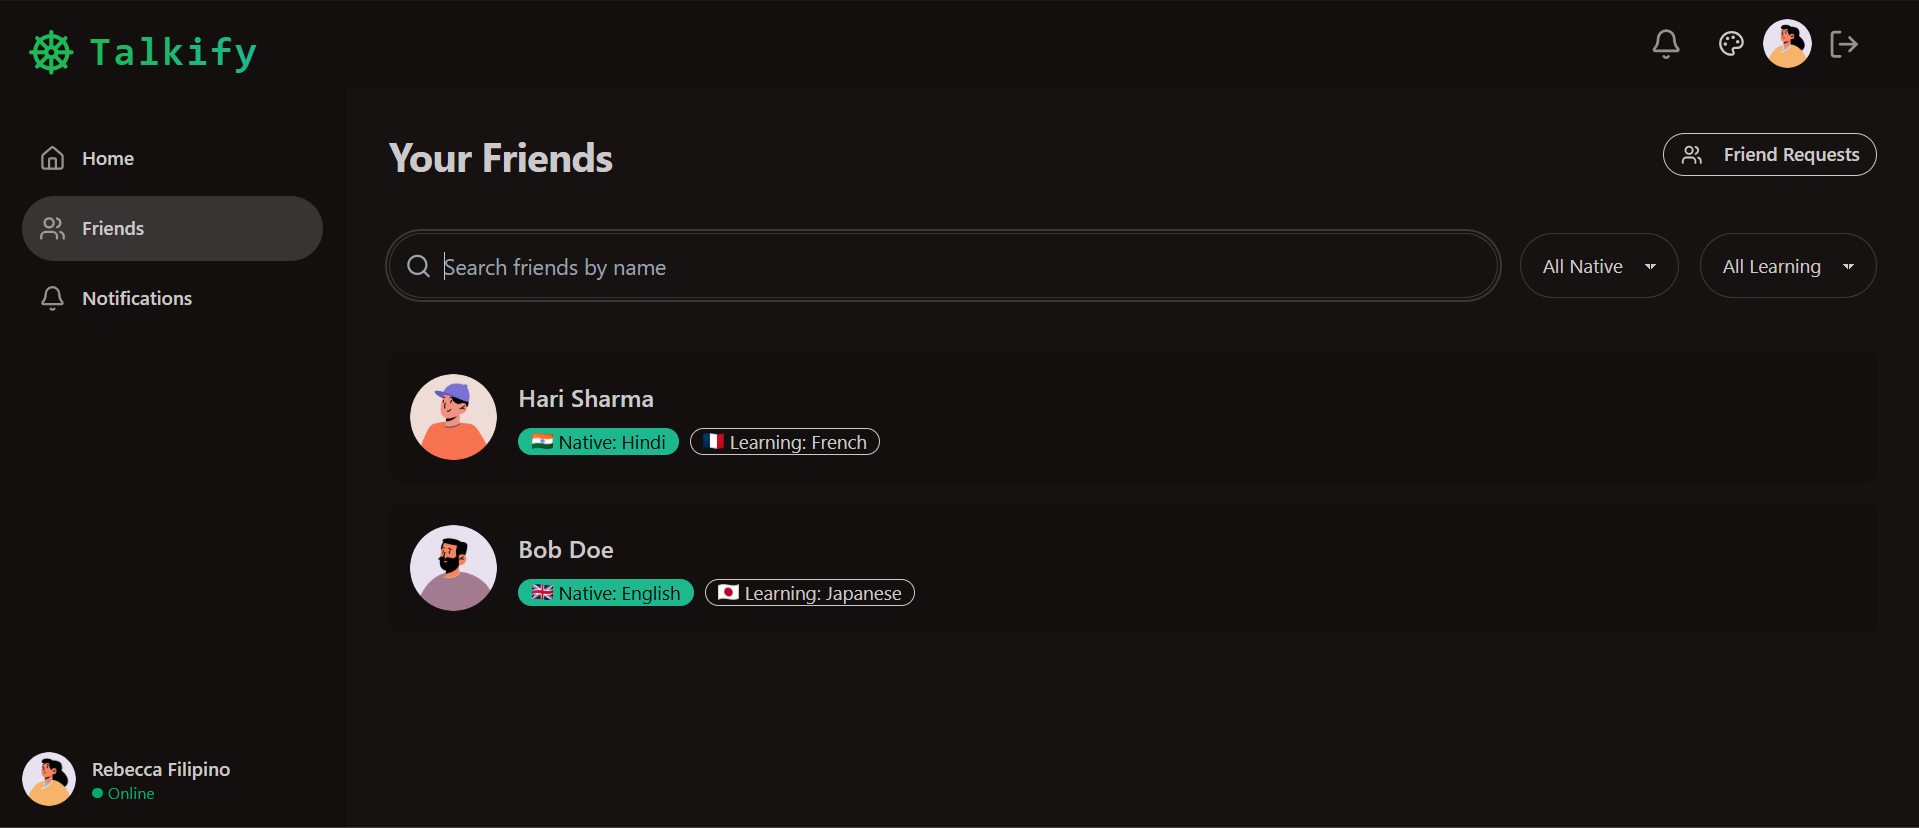 Talkify
Home
Friends
Notifications
Your Friends
Friend Requests
Search friends by name
All Native
All Learning
Hari Sharma
Native: Hindi
Learning: French
Bob Doe
Native: English
Learning: Japanese
Rebecca Filipino
Online